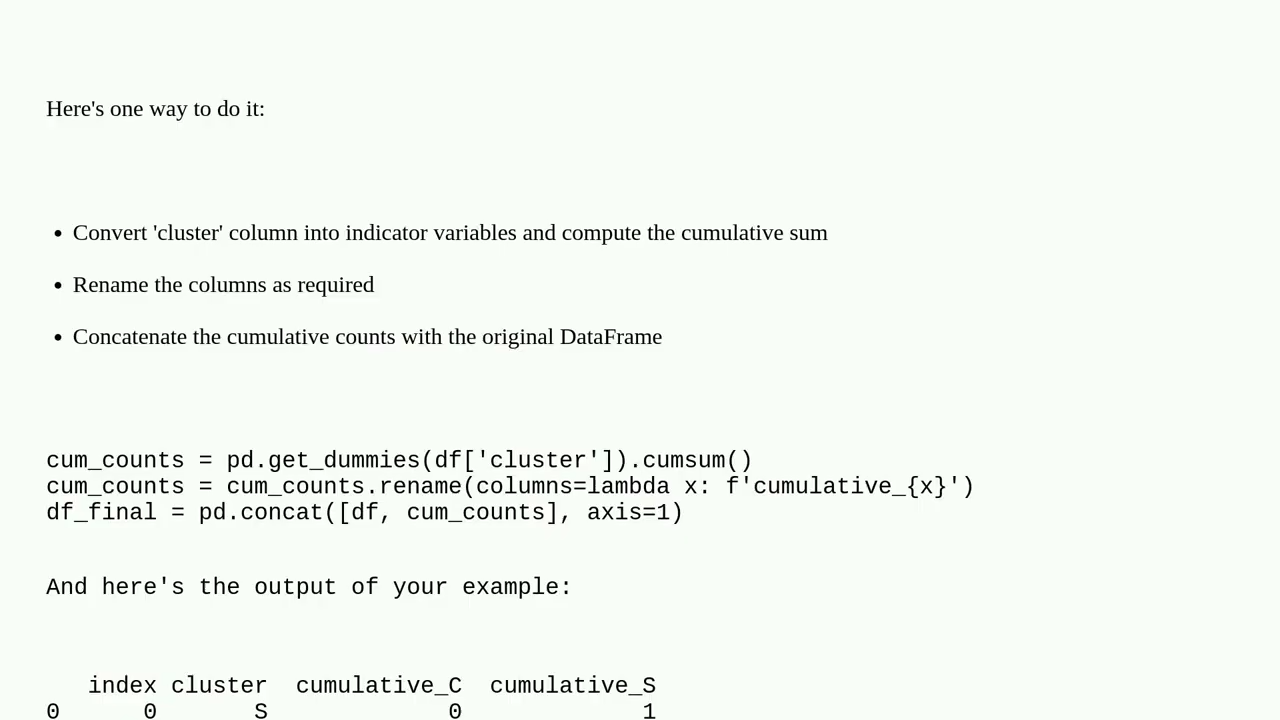 Here's one way to do it:
• Convert 'cluster' column into indicator variables and compute the cumulative sum
• Rename the columns as required
• Concatenate the cumulative counts with the original DataFrame
cum_counts = pd.get_dummies(df['cluster']).cumsum()
cum_counts = cum_counts.rename(columns=lambda x: f'cumulative_{x}')
df_final = pd.concat([df, cum_counts], axis=1)
And here's the output of your example:
   index cluster  cumulative_C  cumulative_S
0      0       S             0             1